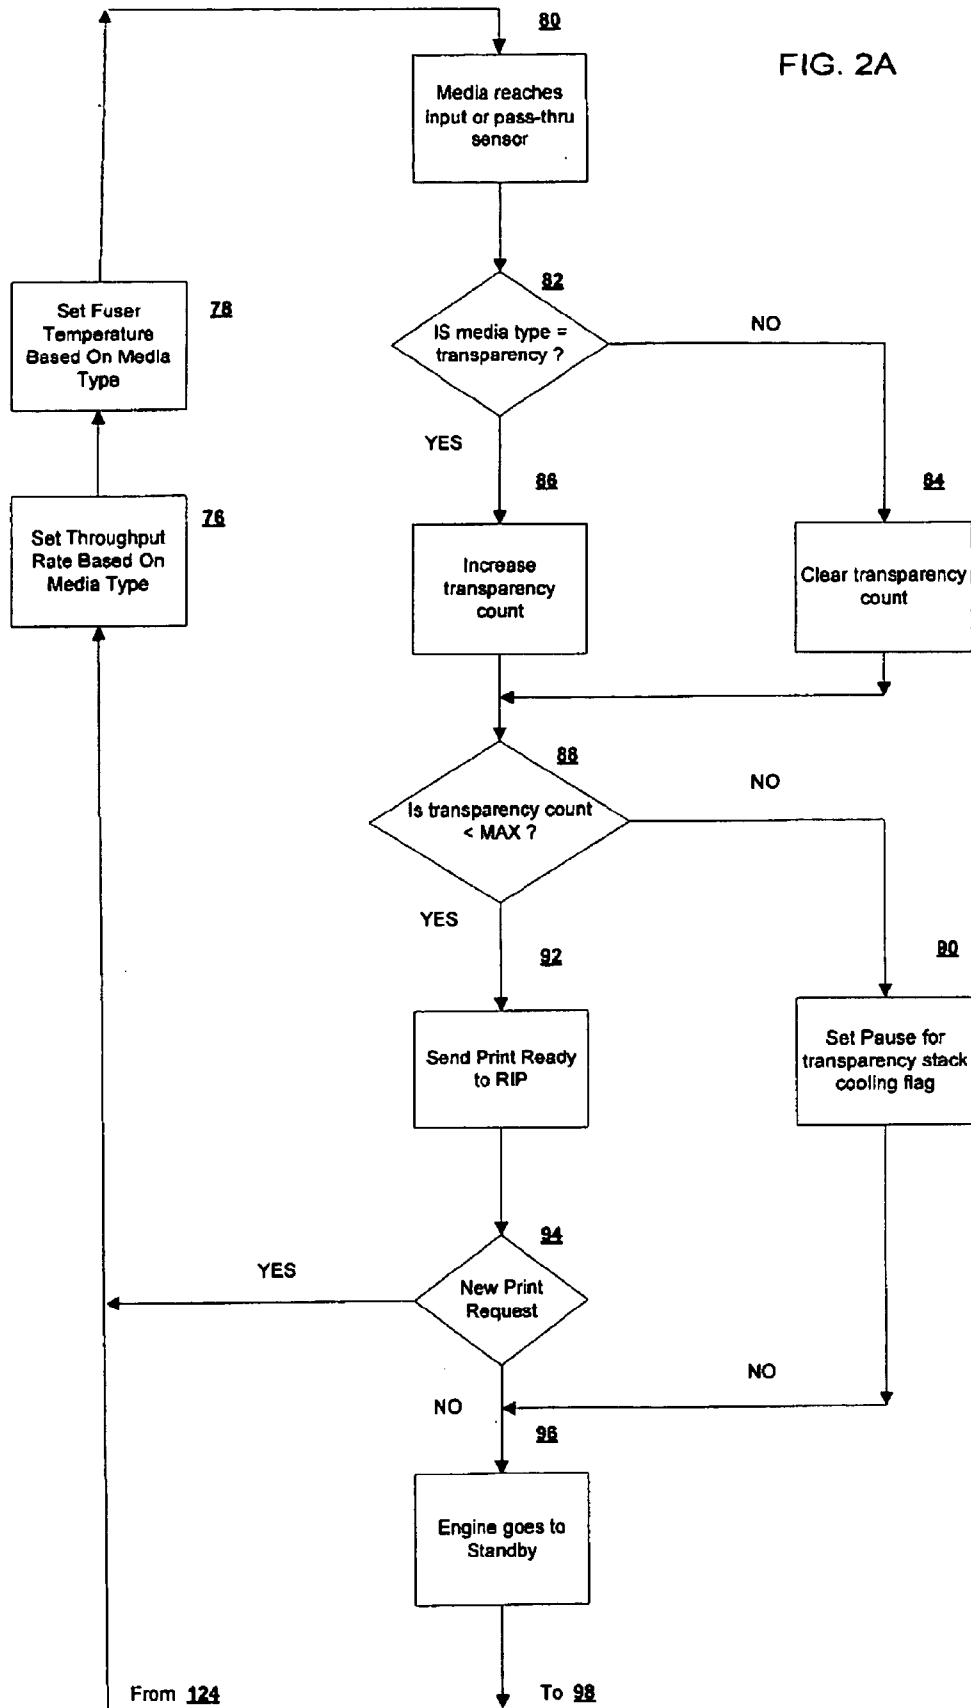 80
FIG. 2A
Media reaches
input or pass-thru
sensor
82
IS media type =
transparency ?
NO
YES
78
Set Fuser
Temperature
Based On Media
Type
76
Set Throughput
Rate Based On
Media Type
86
84
Increase
transparency
count
Clear transparency
count
88
Is transparency count
< MAX ?
NO
YES
92
90
Send Print Ready
to RIP
Set Pause for
transparency stack
cooling flag
94
YES
New Print
Request
NO
NO
96
Engine goes to
Standby
From 124
To 98